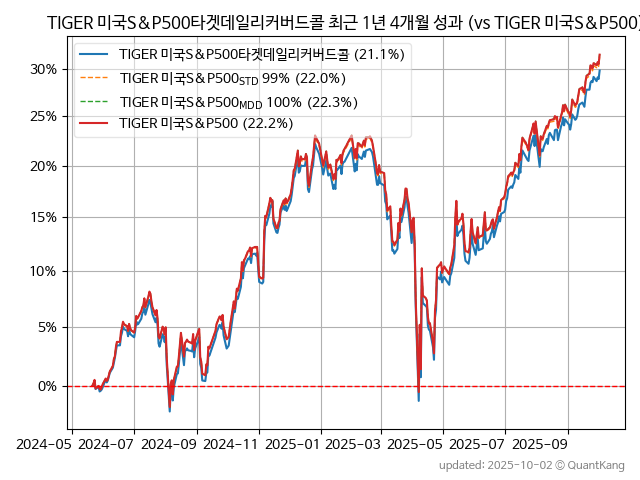 TIGER 미국S&P500타겟데일리커버드콜 최근 1년 4개월 성과 (vs TIGER 미국S&P500)
TIGER 미국S&P500타겟데일리커버드콜 (21.1%)
TIGER 미국S&P500STD 99% (22.0%)
TIGER 미국S&P500MDD 100% (22.3%)
TIGER 미국S&P500 (22.2%)
30%
25%
20%
15%
10%
5%
0%
2024-05 2024-07 2024-09 2024-11 2025-01 2025-03 2025-05 2025-07 2025-09
updated: 2025-10-02 © QuantKang